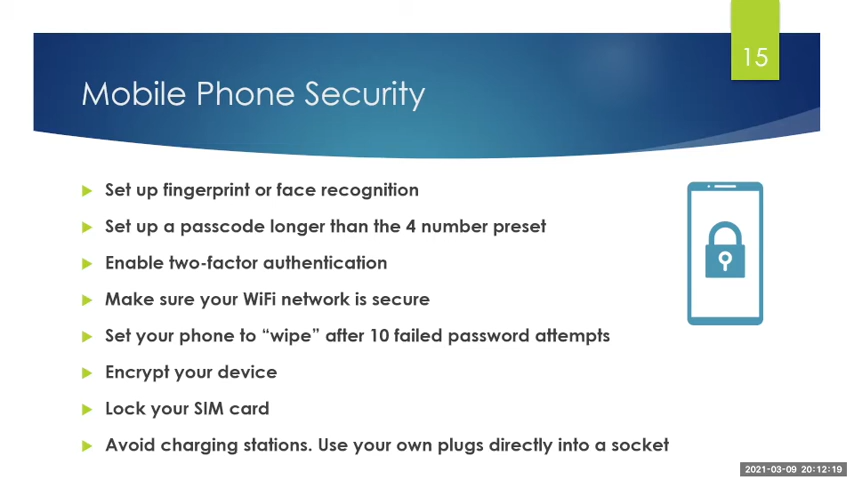 15
Mobile Phone Security
Set up fingerprint or face recognition
Set up a passcode longer than the 4 number preset
Enable two-factor authentication
Make sure your WiFi network is secure
Set your phone to “wipe” after 10 failed password attempts
Encrypt your device
Lock your SIM card
Avoid charging stations. Use your own plugs directly into a socket
2021-03-09 20:12:19